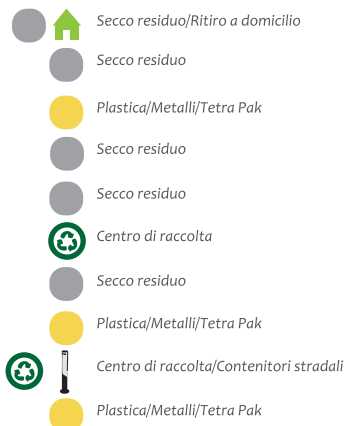 Secco residuo/Ritiro a domicilio
Secco residuo
Plastica/Metalli/Tetra Pak
Secco residuo
Secco residuo
Centro di raccolta
Secco residuo
Plastica/Metalli/Tetra Pak
Centro di raccolta/Contenitori stradali
Plastica/Metalli/Tetra Pak